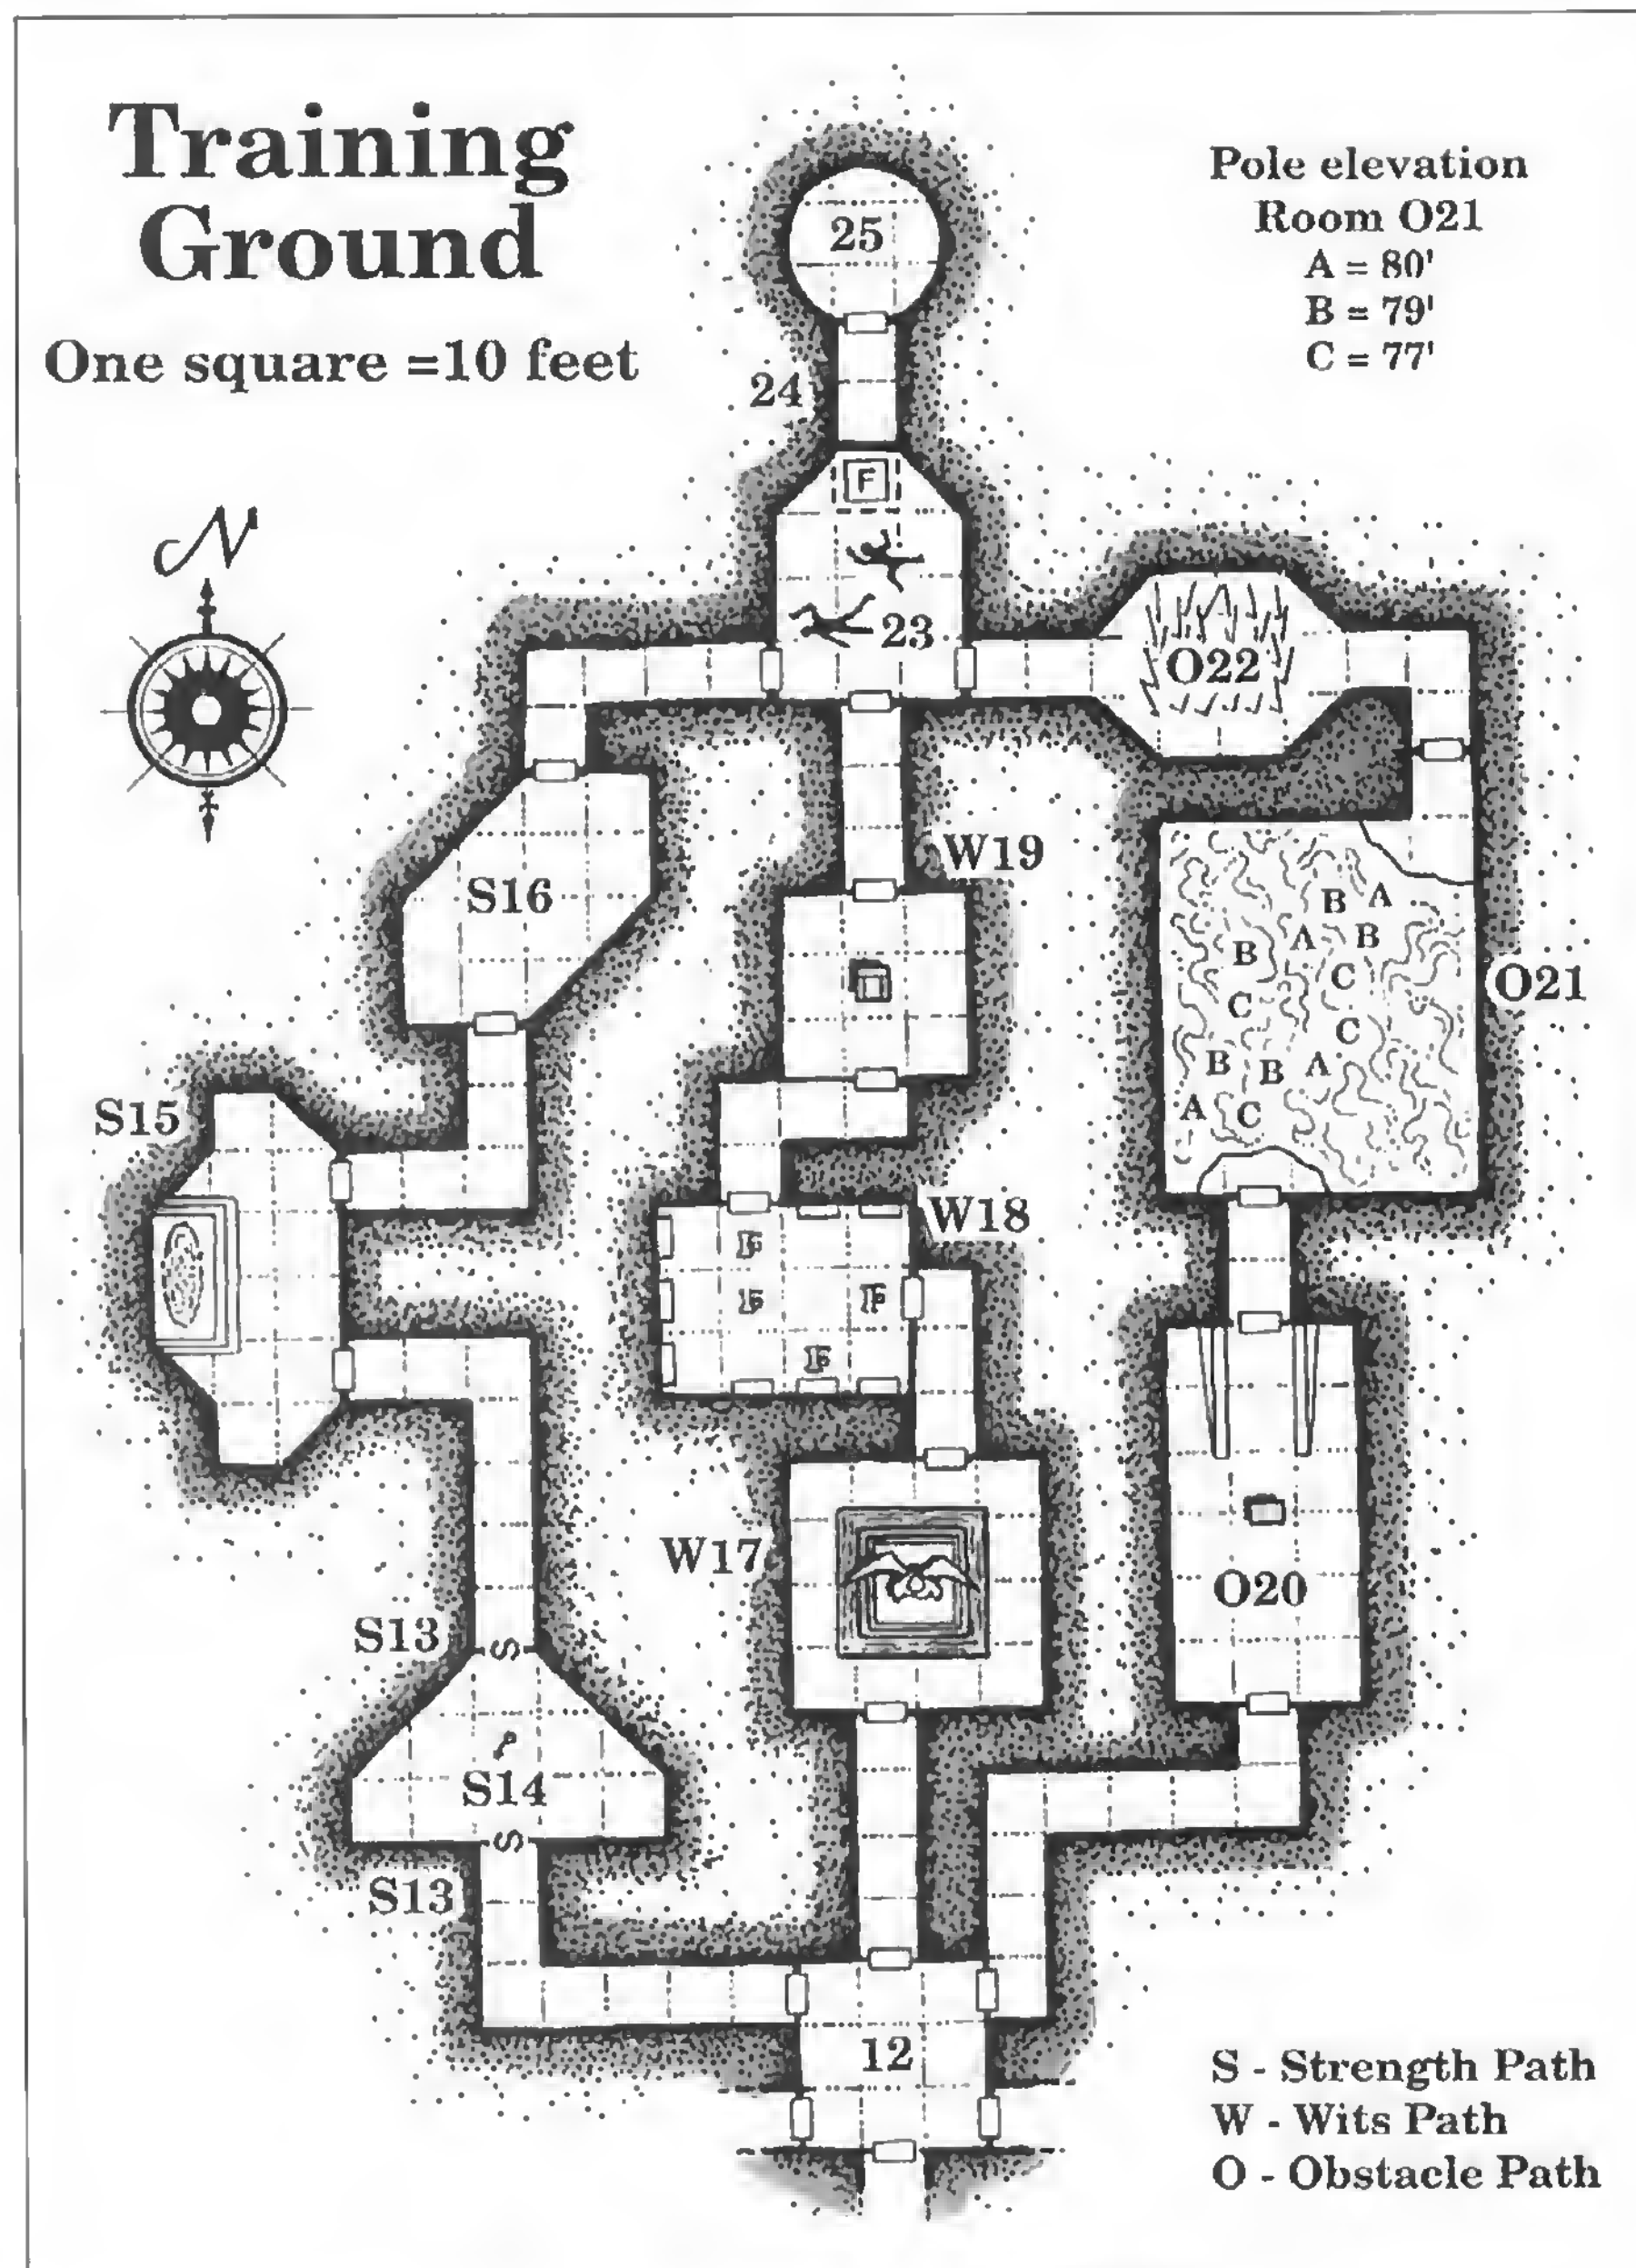 Training
Ground
One square =10 feet
Pole elevation
Room O21
A = 80'
B = 79'
C = 77'
N
25
24
F
23
O22
W19
S16
B A
A B
B
C
C
C
O21
B B A
A C
S15
W18
F
F F
F
W17
O20
S13
S
S14
S
S13
12
S - Strength Path
W - Wits Path
O - Obstacle Path